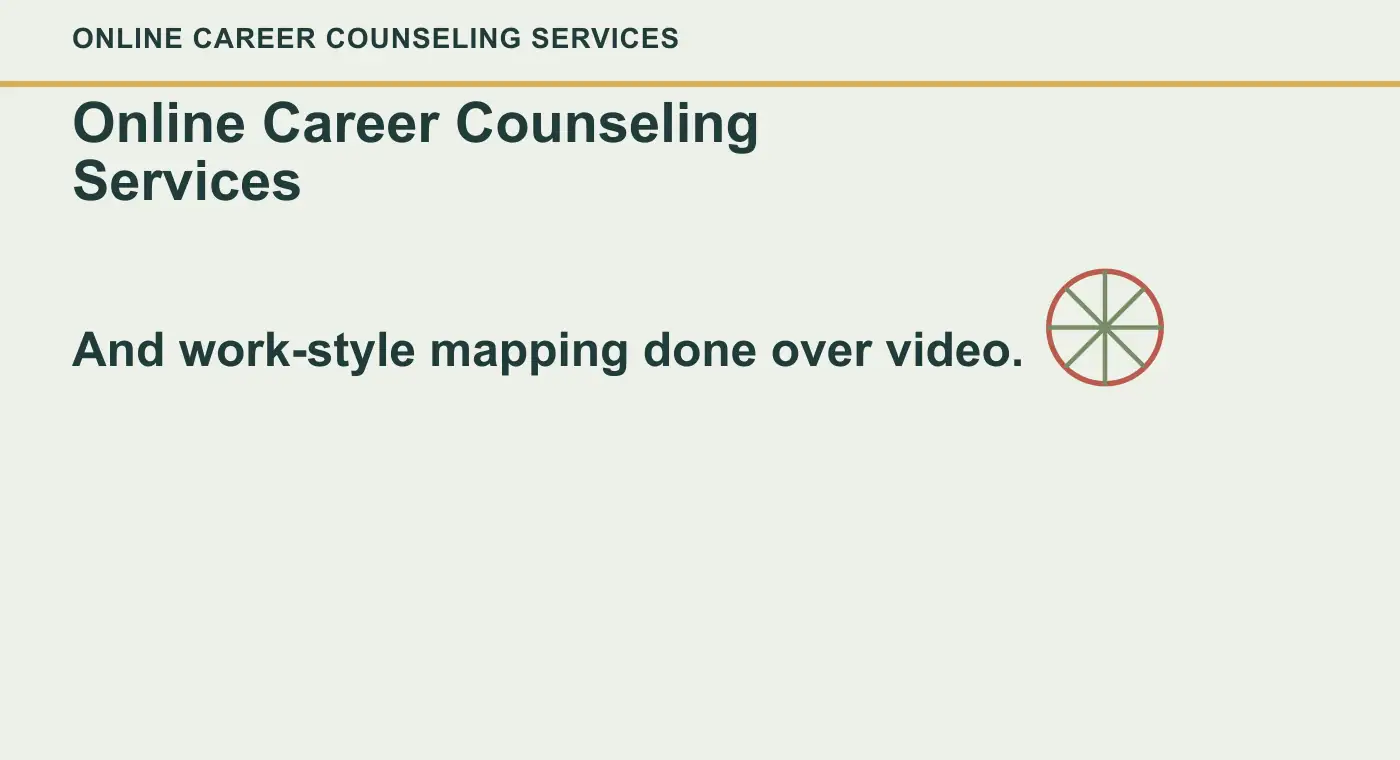 ONLINE CAREER COUNSELING SERVICES
Online Career Counseling
Services
And work-style mapping done over video.